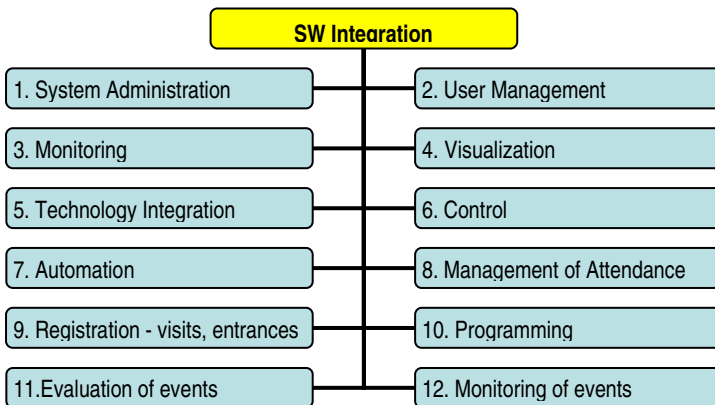 SW Integration
1. System Administration
2. User Management
3. Monitoring
4. Visualization
5. Technology Integration
6. Control
7. Automation
8. Management of Attendance
9. Registration - visits, entrances
10. Programming
11.Evaluation of events
12. Monitoring of events